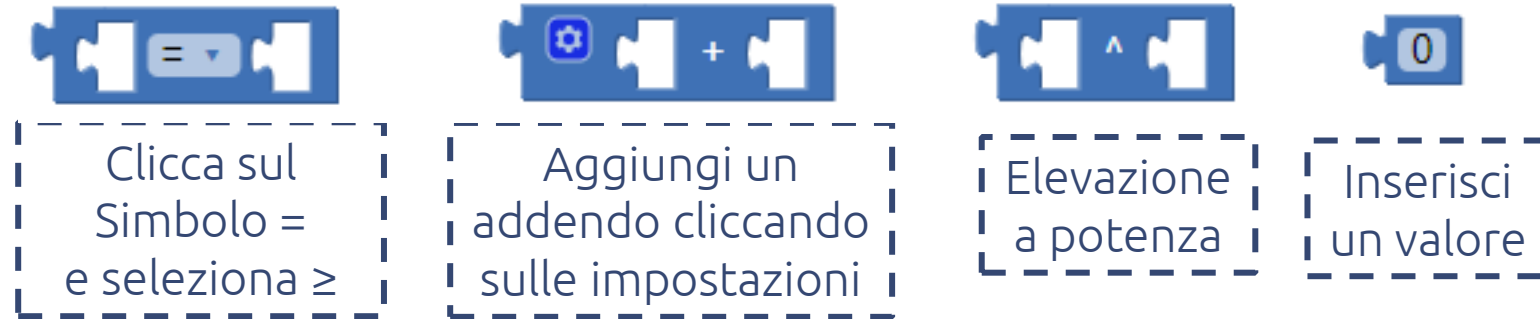 = ▾
+
^
0
Clicca sul
Simbolo =
e seleziona ≥
Aggiungi un
addendo cliccando
sulle impostazioni
Elevazione
a potenza
Inserisci
un valore